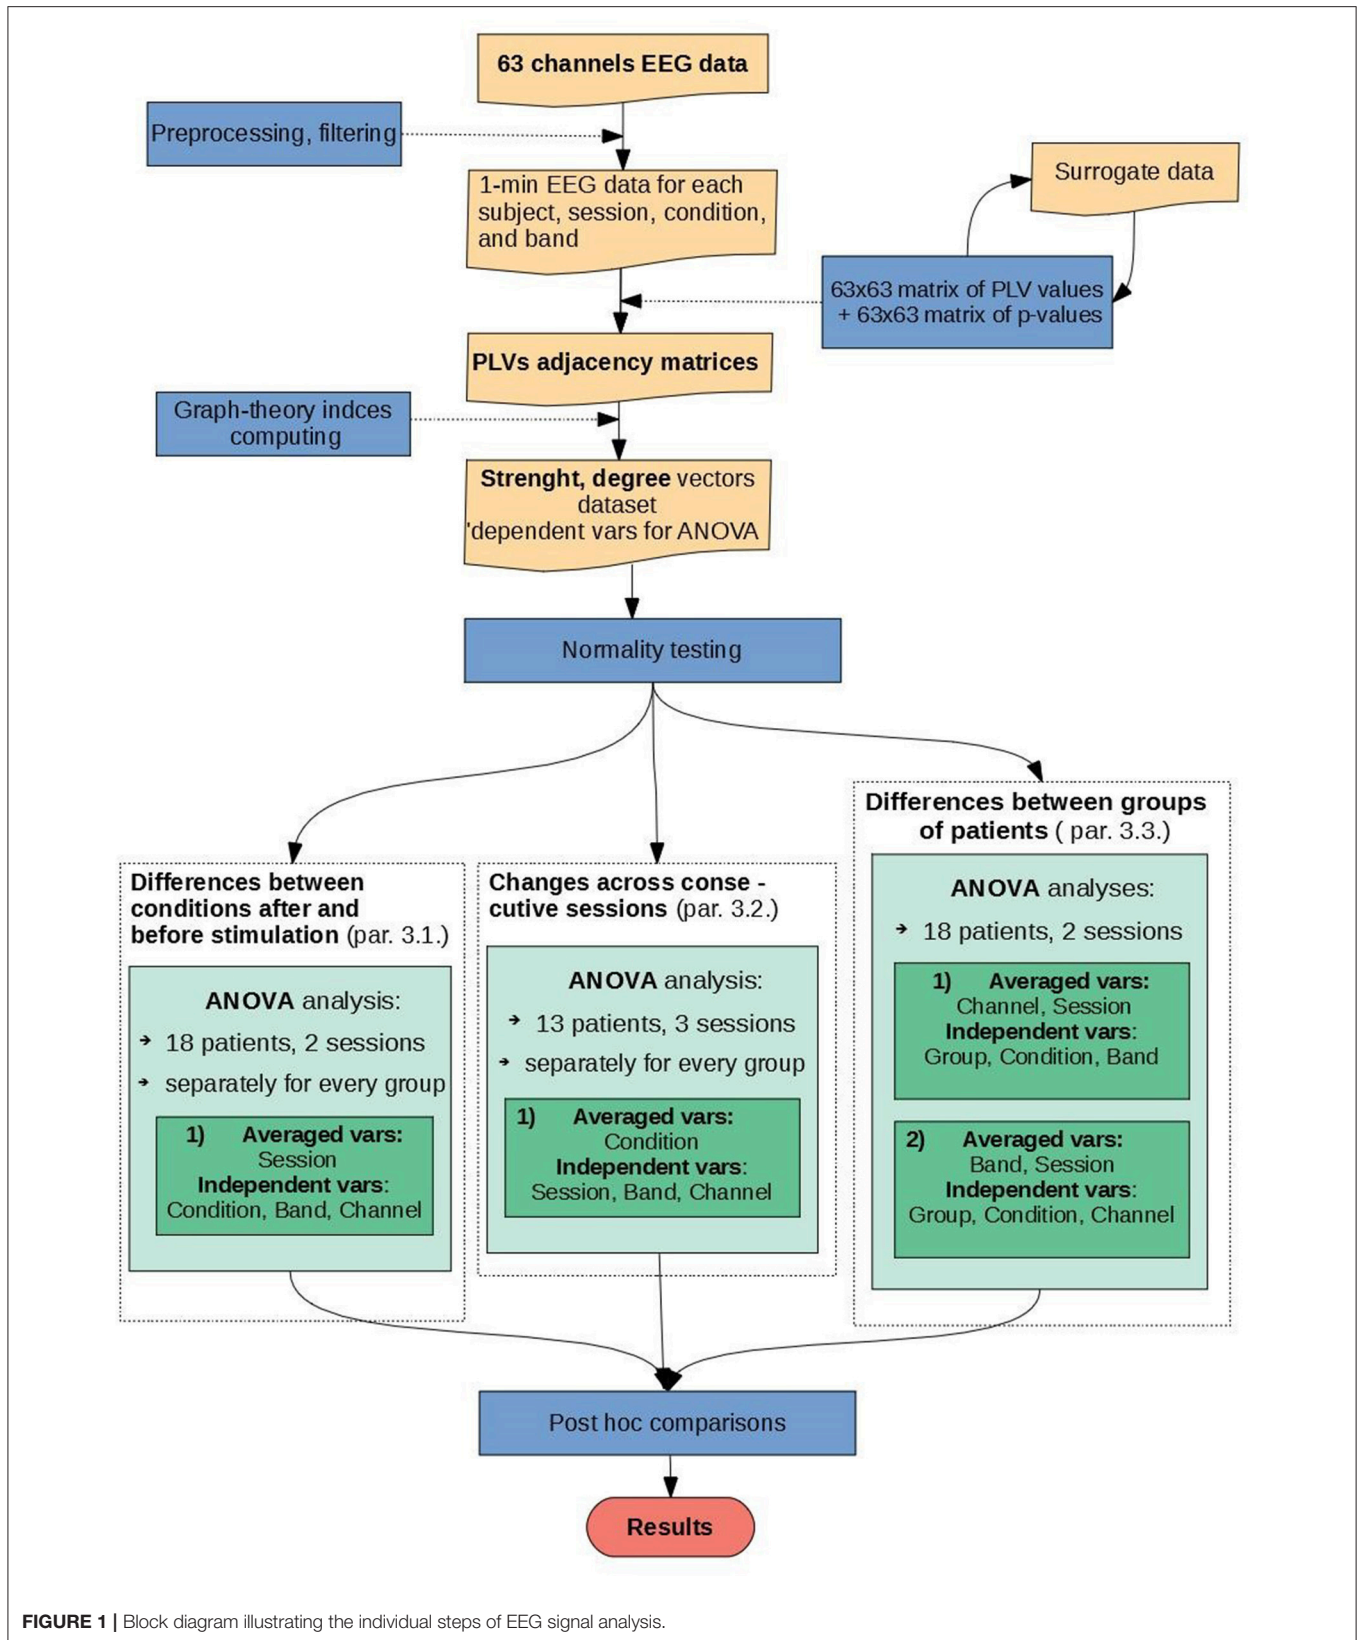 63 channels EEG data
Preprocessing, filtering
1-min EEG data for each
subject, session, condition,
and band
Surrogate data
63x63 matrix of PLV values
+ 63x63 matrix of p-values
PLVs adjacency matrices
Graph-theory indces
computing
Strenght, degree vectors
dataset
'dependent vars for ANOVA
Normality testing
Differences between
conditions after and
before stimulation (par. 3.1.)
ANOVA analysis:
➔ 18 patients, 2 sessions
➔ separately for every group
1) Averaged vars:
Session
Independent vars:
Condition, Band, Channel
Changes across conse -
cutive sessions (par. 3.2.)
ANOVA analysis:
➔ 13 patients, 3 sessions
➔ separately for every group
1) Averaged vars:
Condition
Independent vars:
Session, Band, Channel
Differences between groups
of patients ( par. 3.3.)
ANOVA analyses:
➔ 18 patients, 2 sessions
1) Averaged vars:
Channel, Session
Independent vars:
Group, Condition, Band
2) Averaged vars:
Band, Session
Independent vars:
Group, Condition, Channel
Post hoc comparisons
Results
FIGURE 1 | Block diagram illustrating the individual steps of EEG signal analysis.